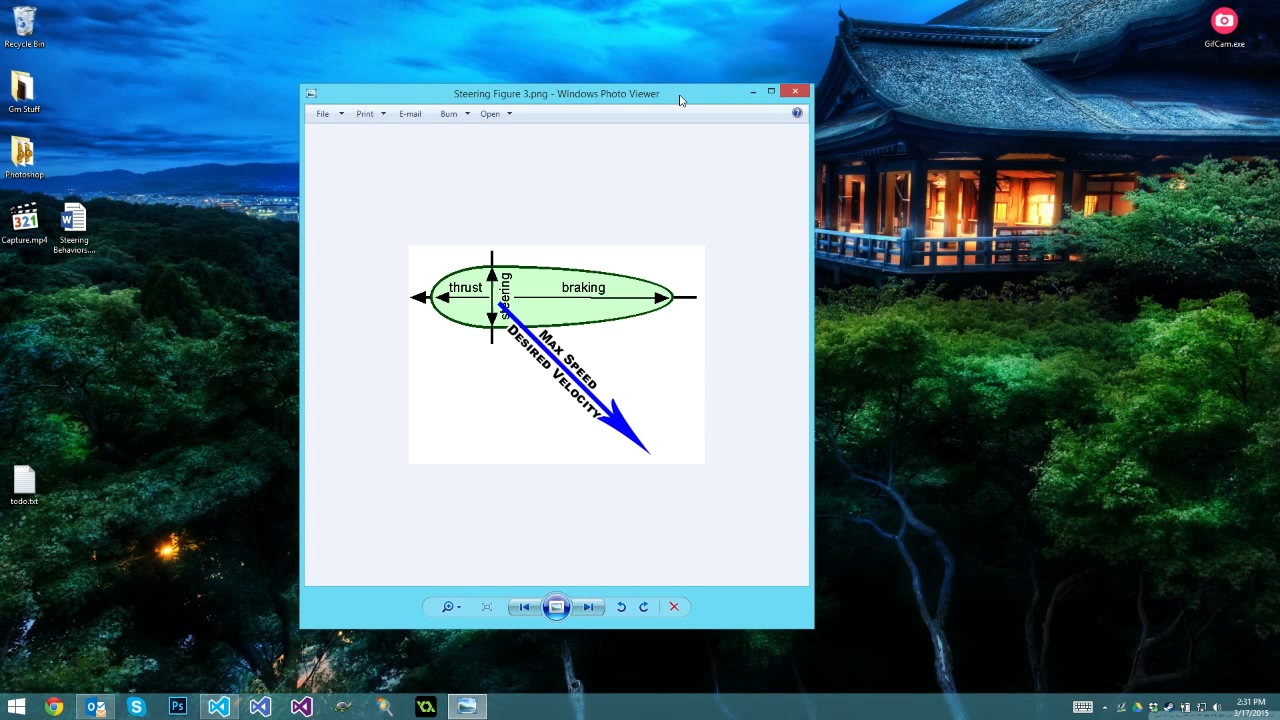 Recycle Bin
Gm Stuff
Photoshop
Capture.mp4
Steering
Behaviors....
todo.txt
GifCam.exe
Steering Figure 3.png - Windows Photo Viewer
File
Print
E-mail
Burn
Open
thrust
steering
braking
Max Speed
Desired Velocity
2:31 PM
3/17/2015